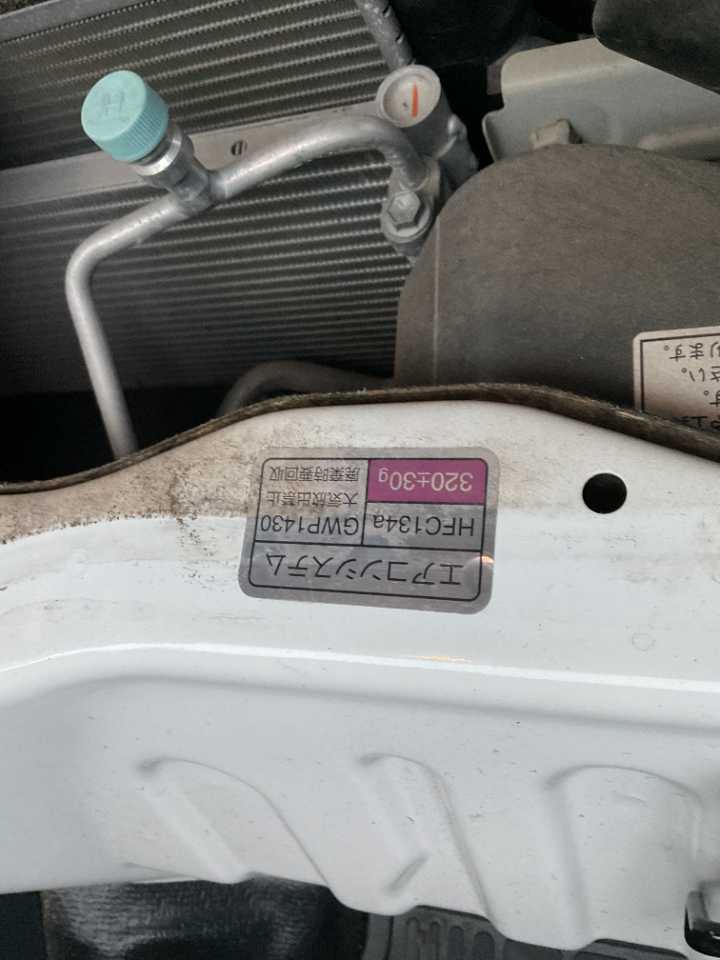 エアコンシステム
HFC134a
GWP1430
320±30g
大気放出禁止
廃棄時要回収
H